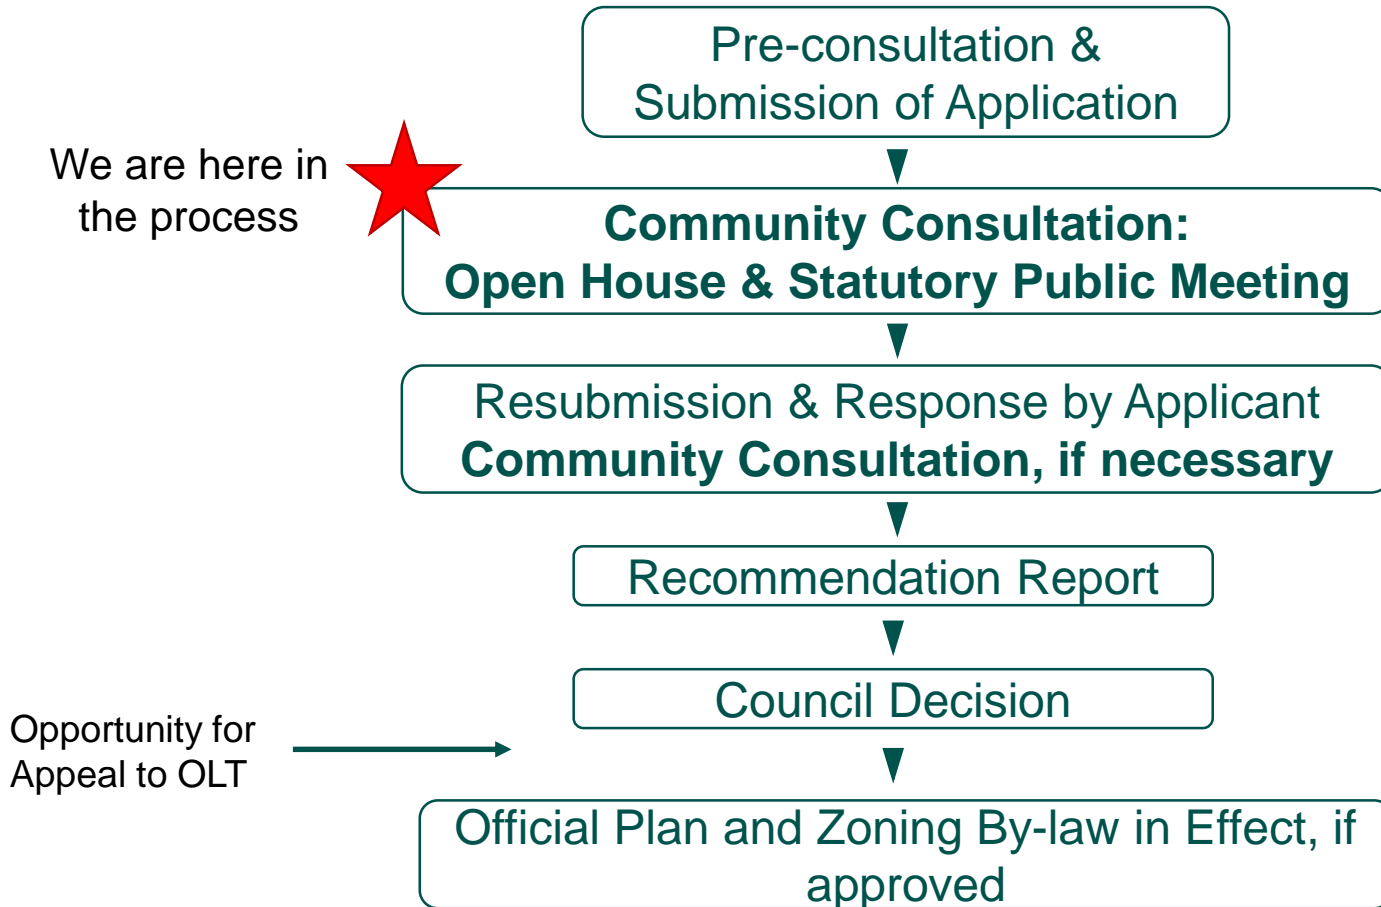 Pre-consultation &
Submission of Application
We are here in
the process
Community Consultation:
Open House & Statutory Public Meeting
Resubmission & Response by Applicant
Community Consultation, if necessary
Recommendation Report
Council Decision
Opportunity for
Appeal to OLT
Official Plan and Zoning By-law in Effect, if
approved